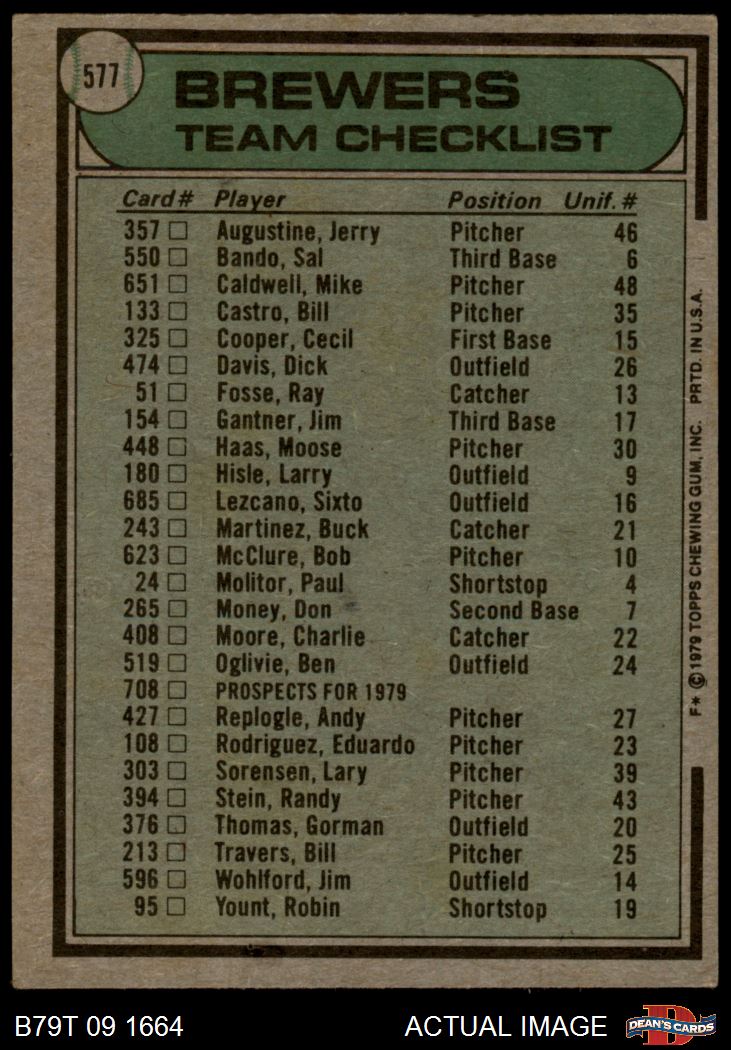 577
BREWERS
TEAM CHECKLIST
Card # Player Position Unif. #
357 Augustine, Jerry Pitcher 46
550 Bando, Sal Third Base 6
651 Caldwell, Mike Pitcher 48
133 Castro, Bill Pitcher 35
325 Cooper, Cecil First Base 15
474 Davis, Dick Outfield 26
51 Fosse, Ray Catcher 13
154 Gantner, Jim Third Base 17
448 Haas, Moose Pitcher 30
180 Hisle, Larry Outfield 9
685 Lezcano, Sixto Outfield 16
243 Martinez, Buck Catcher 21
623 McClure, Bob Pitcher 10
24 Molitor, Paul Shortstop 4
265 Money, Don Second Base 7
408 Moore, Charlie Catcher 22
519 Oglivie, Ben Outfield 24
708 PROSPECTS FOR 1979
427 Replogle, Andy Pitcher 27
108 Rodriguez, Eduardo Pitcher 23
303 Sorensen, Lary Pitcher 39
394 Stein, Randy Pitcher 43
376 Thomas, Gorman Outfield 20
213 Travers, Bill Pitcher 25
596 Wohlford, Jim Outfield 14
95 Yount, Robin Shortstop 19
F* © 1979 TOPPS CHEWING GUM, INC. PRTD. IN U.S.A.
B79T 09 1664 ACTUAL IMAGE
D
DEAN'S CARDS